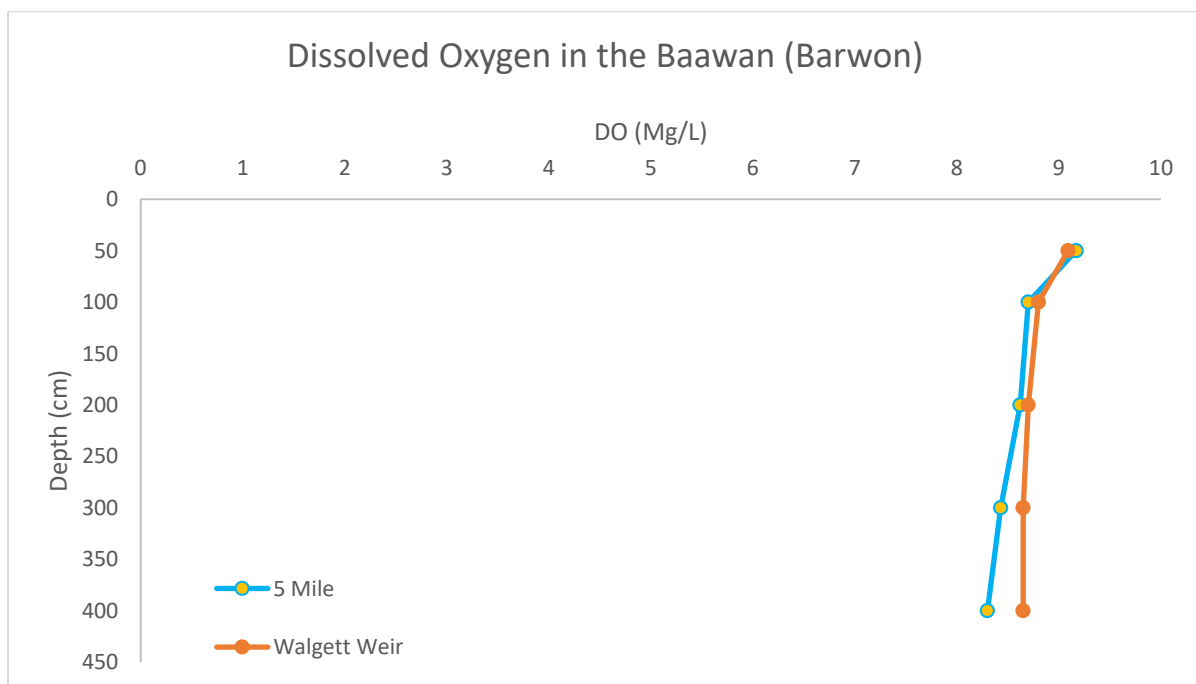 Dissolved Oxygen in the Baawan (Barwon)
DO (Mg/L)
0 1 2 3 4 5 6 7 8 9 10
0
50
100
150
200
250
300
350
400
450
Depth (cm)
5 Mile
Walgett Weir